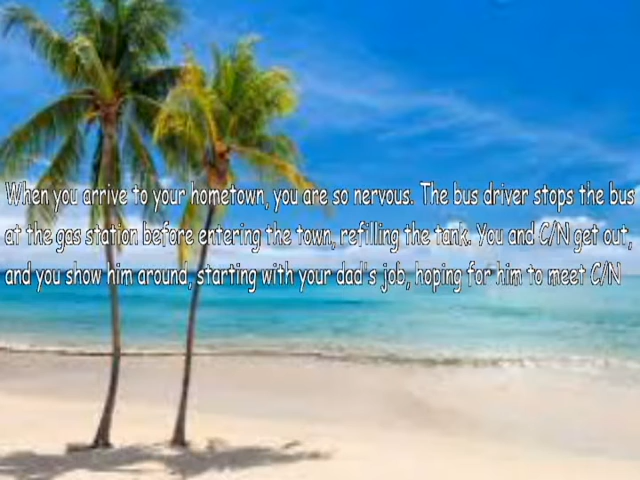 When you arrive to your hometown, you are so nervous. The bus driver stops the bus
at the gas station before entering the town, refilling the tank. You and C/N get out,
and you show him around, starting with your dad's job, hoping for him to meet C/N